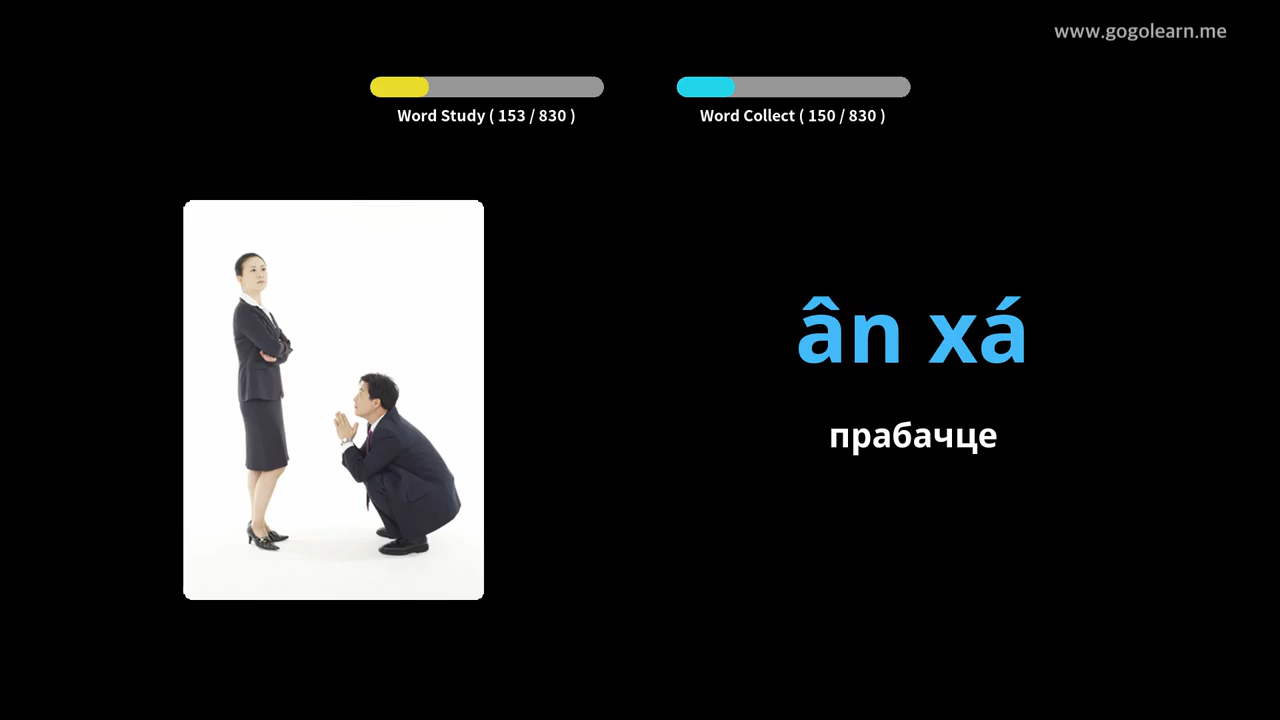 www.gogolearn.me
Word Study ( 153 / 830 )
Word Collect ( 150 / 830 )
ân xá
прабачце